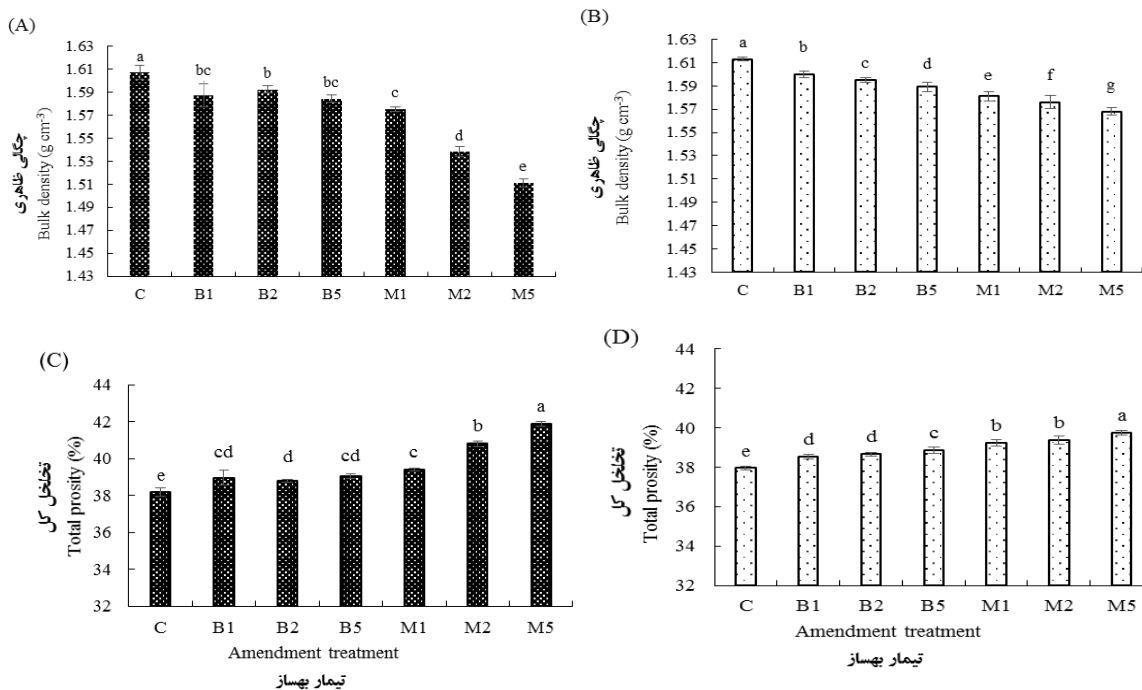 (A)
1.63
1.61
1.59
1.57
1.55
1.53
1.51
1.49
1.47
1.45
1.43
a
bc
b
bc
c
d
e
چگالی ظاهری
Bulk density (g cm-3)
C B1 B2 B5 M1 M2 M5
(B)
1.63
1.61
1.59
1.57
1.55
1.53
1.51
1.49
1.47
1.45
1.43
a
b
c
d
e
f
g
چگالی ظاهری
Bulk density (g cm-3)
C B1 B2 B5 M1 M2 M5
(C)
44
42
40
38
36
34
32
e
cd
d
cd
c
b
a
تخلخل کل
Total prosity (%)
C B1 B2 B5 M1 M2 M5
Amendment treatment
تیمار بهساز
(D)
44
42
40
38
36
34
32
e
d
d
c
b
b
a
تخلخل کل
Total prosity (%)
C B1 B2 B5 M1 M2 M5
Amendment treatment
تیمار بهساز